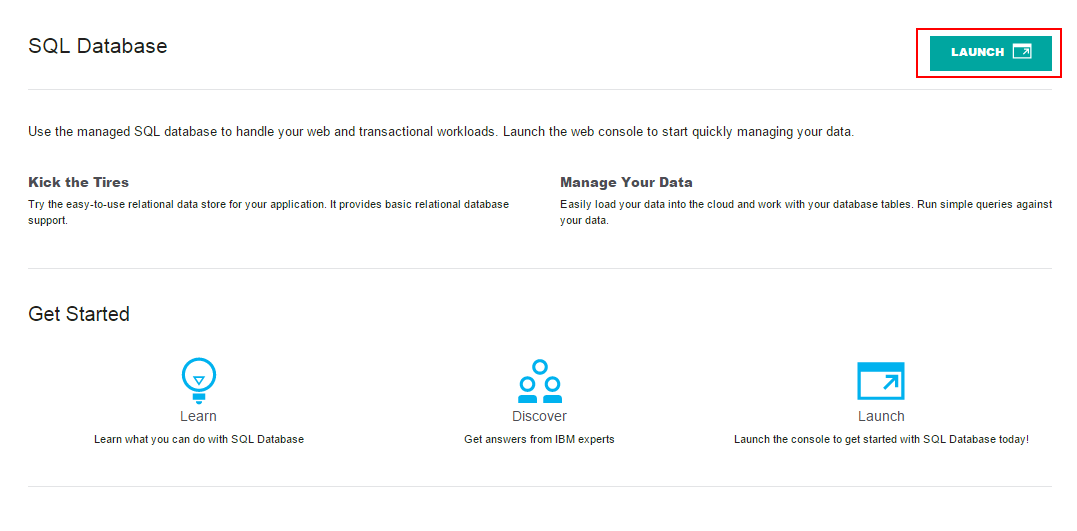 SQL Database
LAUNCH
Use the managed SQL database to handle your web and transactional workloads. Launch the web console to start quickly managing your data.
Kick the Tires
Try the easy-to-use relational data store for your application. It provides basic relational database
support.
Manage Your Data
Easily load your data into the cloud and work with your database tables. Run simple queries against
your data.
Get Started
Learn
Learn what you can do with SQL Database
Discover
Get answers from IBM experts
Launch
Launch the console to get started with SQL Database today!